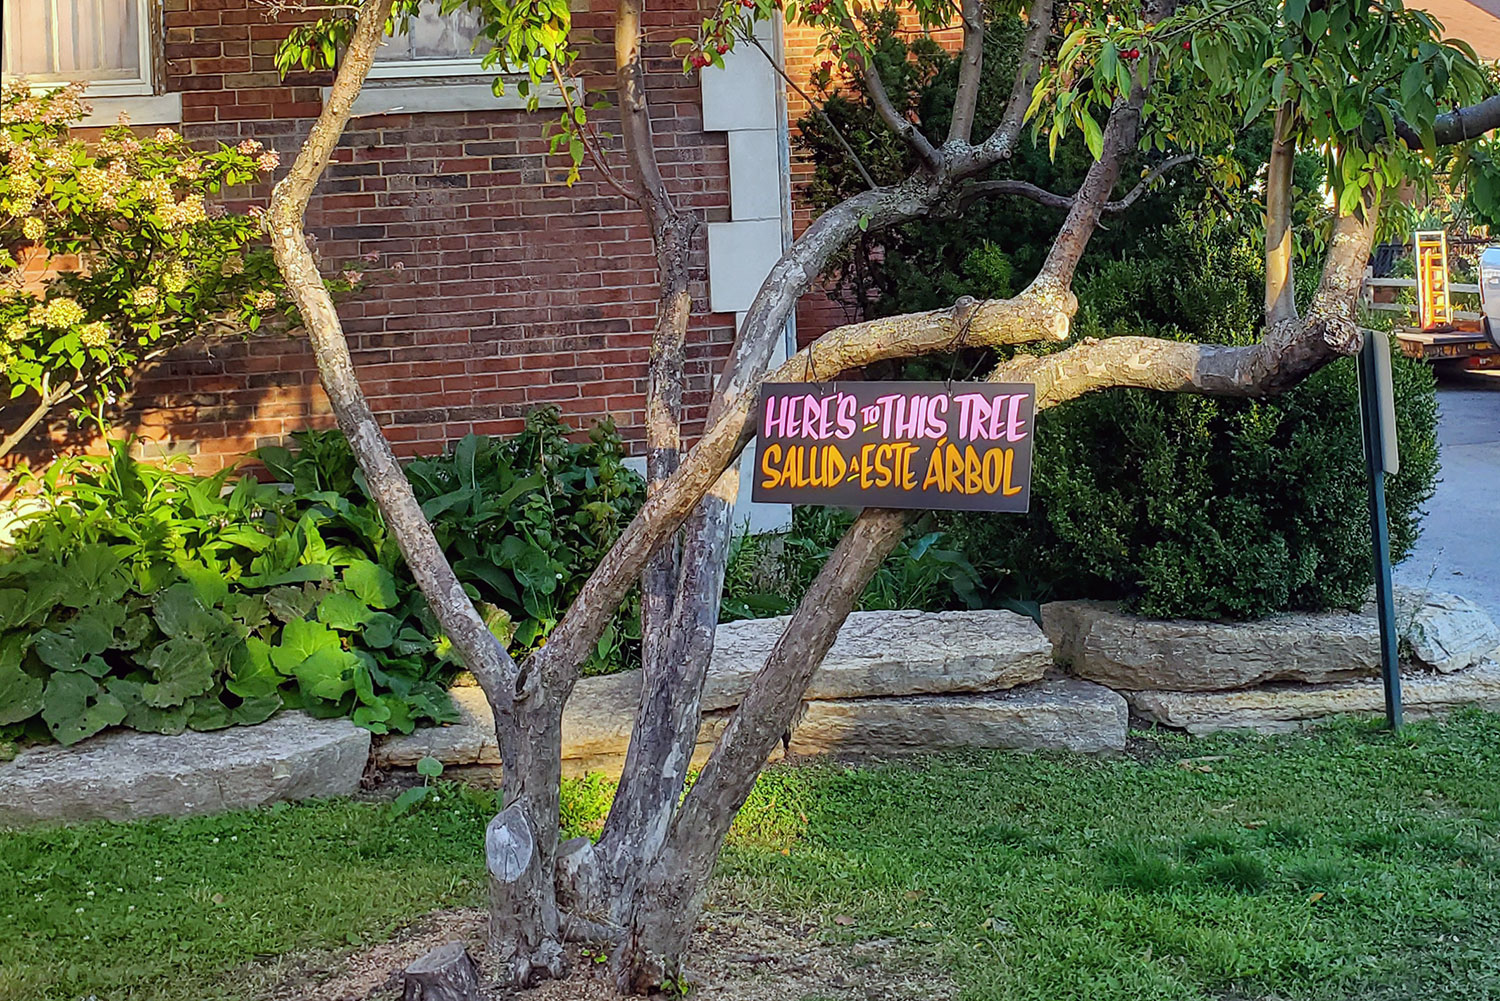 HERE'S TO THIS TREE
SALUD A ESTE ÁRBOL